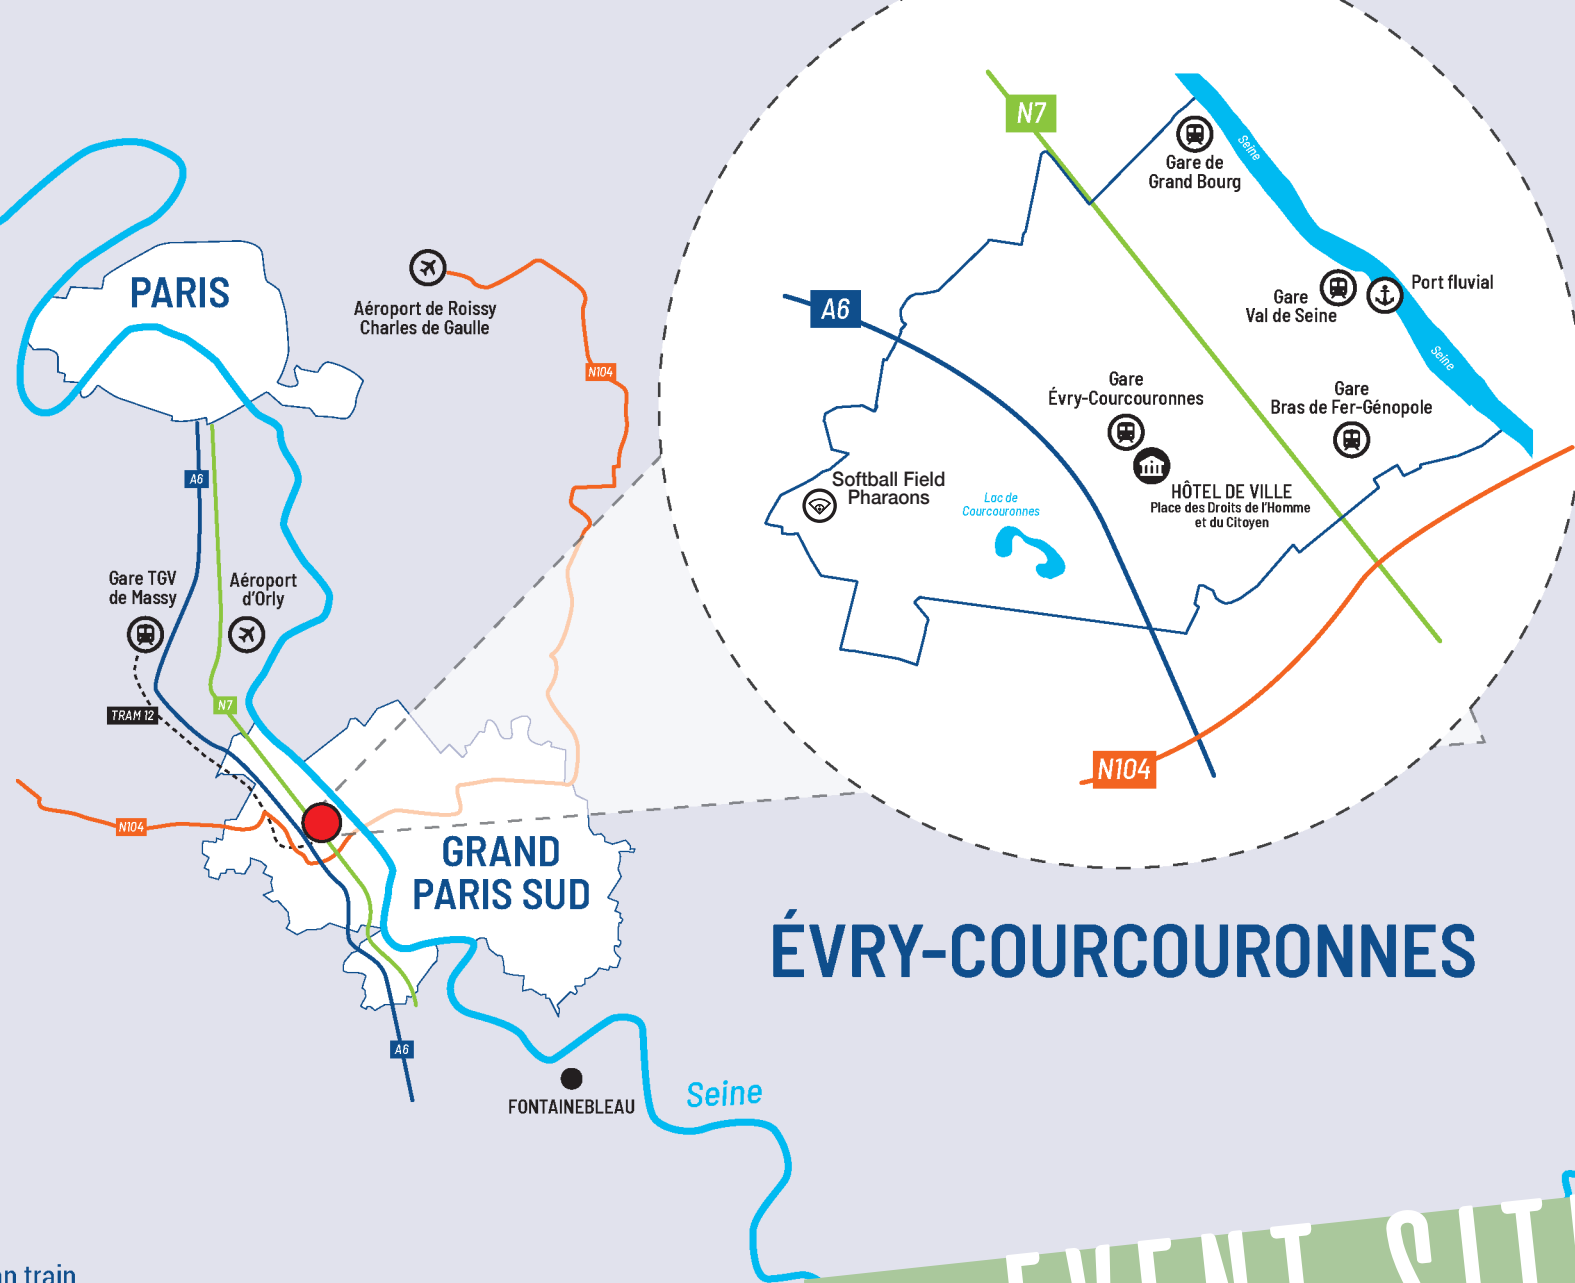 PARIS
Aéroport de Roissy
Charles de Gaulle
N104
A6
Gare TGV
de Massy
Aéroport
d'Orly
N7
TRAM 12
N104
GRAND
PARIS SUD
A6
FONTAINEBLEAU
Seine
N7
Gare de
Grand Bourg
Seine
A6
Gare
Val de Seine
Port fluvial
Seine
Gare
Évry-Courcouronnes
Gare
Bras de Fer-Génopole
Softball Field
Pharaons
Lac de
Courcouronnes
HÔTEL DE VILLE
Place des Droits de l'Homme
et du Citoyen
N104
ÉVRY-COURCOURONNES
train
EVENT